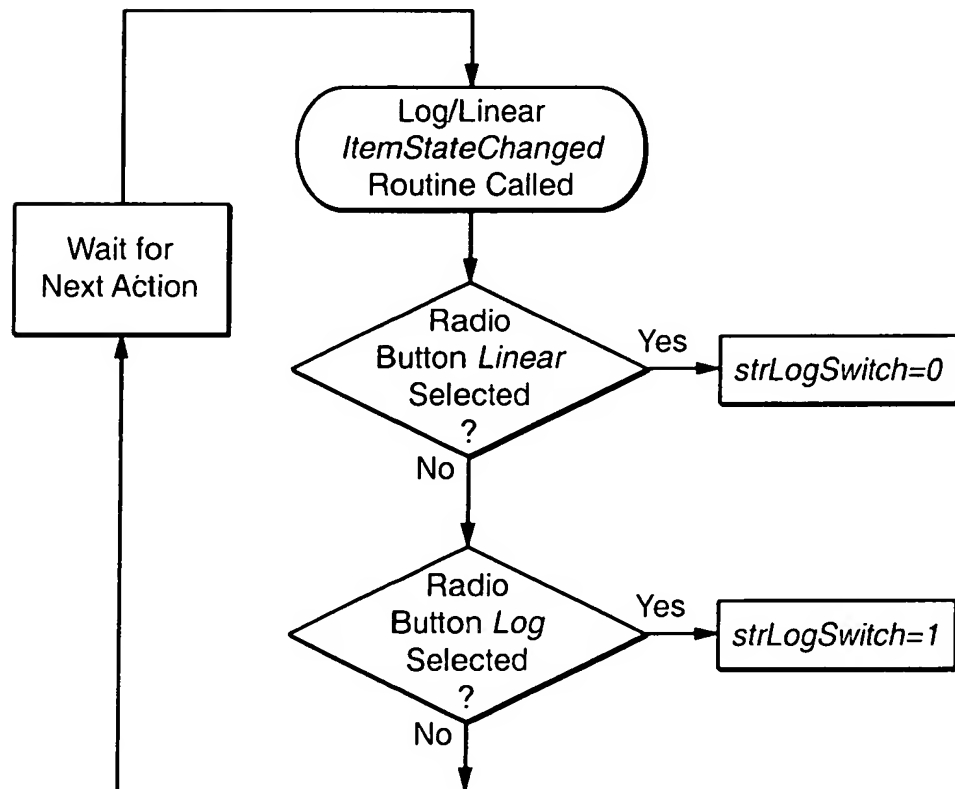 Log/Linear
ItemStateChanged
Routine Called
Wait for
Next Action
Radio
Button Linear
Selected
?
Yes
strLogSwitch=0
No
Radio
Button Log
Selected
?
Yes
strLogSwitch=1
No